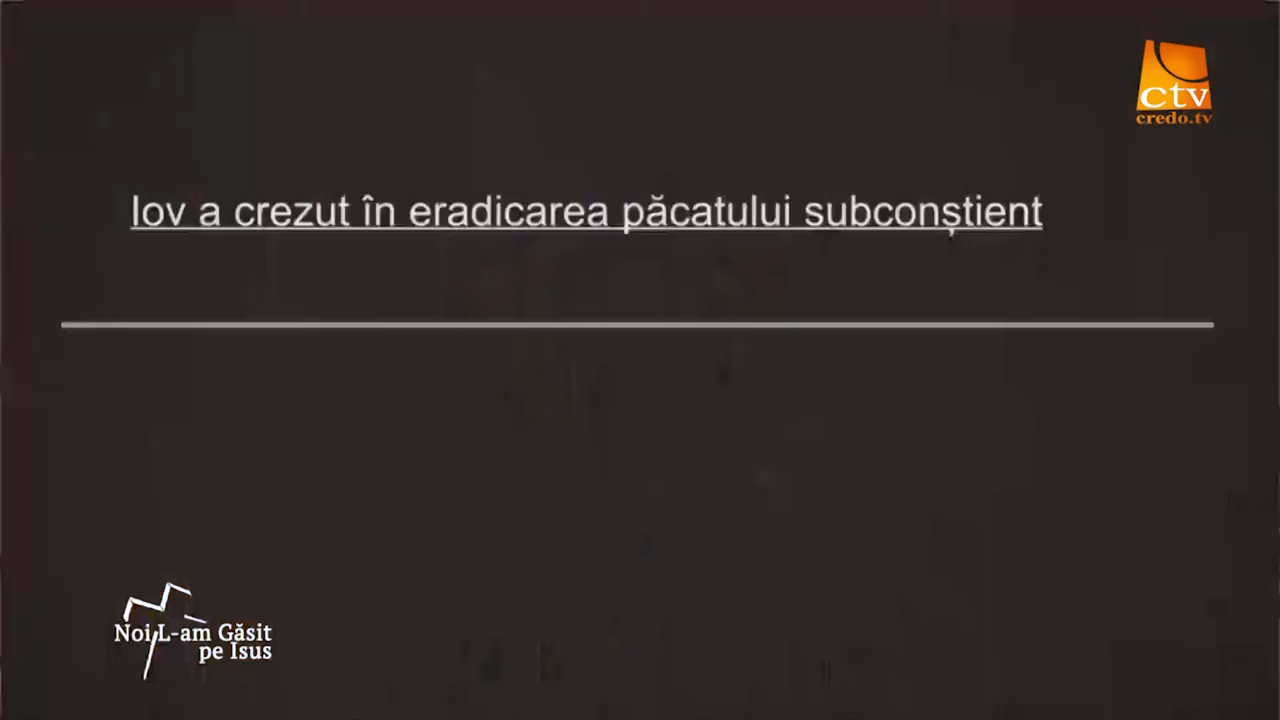 ctv
credo.tv
Iov a crezut în eradicarea păcatului subconștient
Noi L-am Găsit
pe Isus